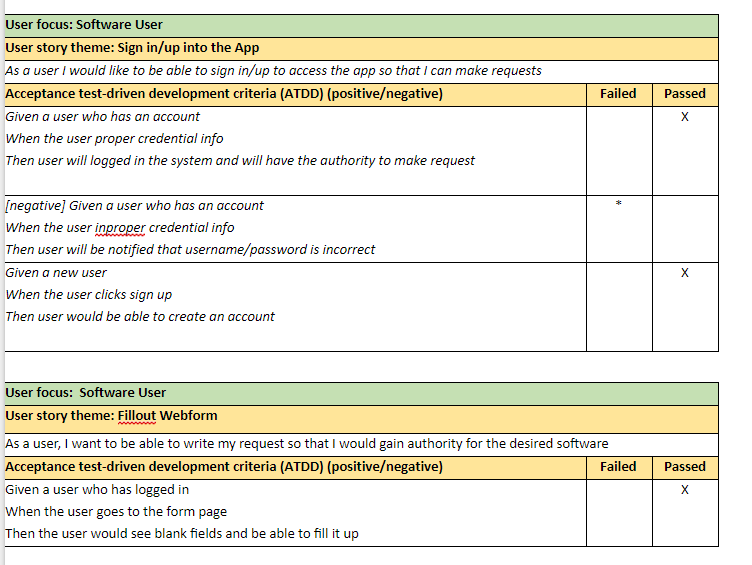 User focus: Software User
User story theme: Sign in/up into the App
As a user I would like to be able to sign in/up to access the app so that I can make requests
Acceptance test-driven development criteria (ATDD) (positive/negative) Failed Passed
Given a user who has an account X
When the user proper credential info
Then user will logged in the system and will have the authority to make request
[negative] Given a user who has an account *
When the user inproper credential info
Then user will be notified that username/password is incorrect
Given a new user X
When the user clicks sign up
Then user would be able to create an account
User focus: Software User
User story theme: Fillout Webform
As a user, I want to be able to write my request so that I would gain authority for the desired software
Acceptance test-driven development criteria (ATDD) (positive/negative) Failed Passed
Given a user who has logged in X
When the user goes to the form page
Then the user would see blank fields and be able to fill it up